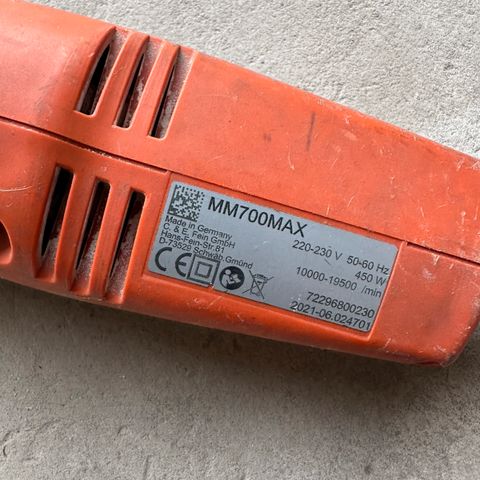 MM700MAX
Made in Germany
C. & E. Fein GmbH
Hans-Fein-Str.81
D-73529 Schwäb Gmünd
220-230 V 50-60 Hz
450 W
10000-19500 /min
72296800230
2021-06.024701
CE